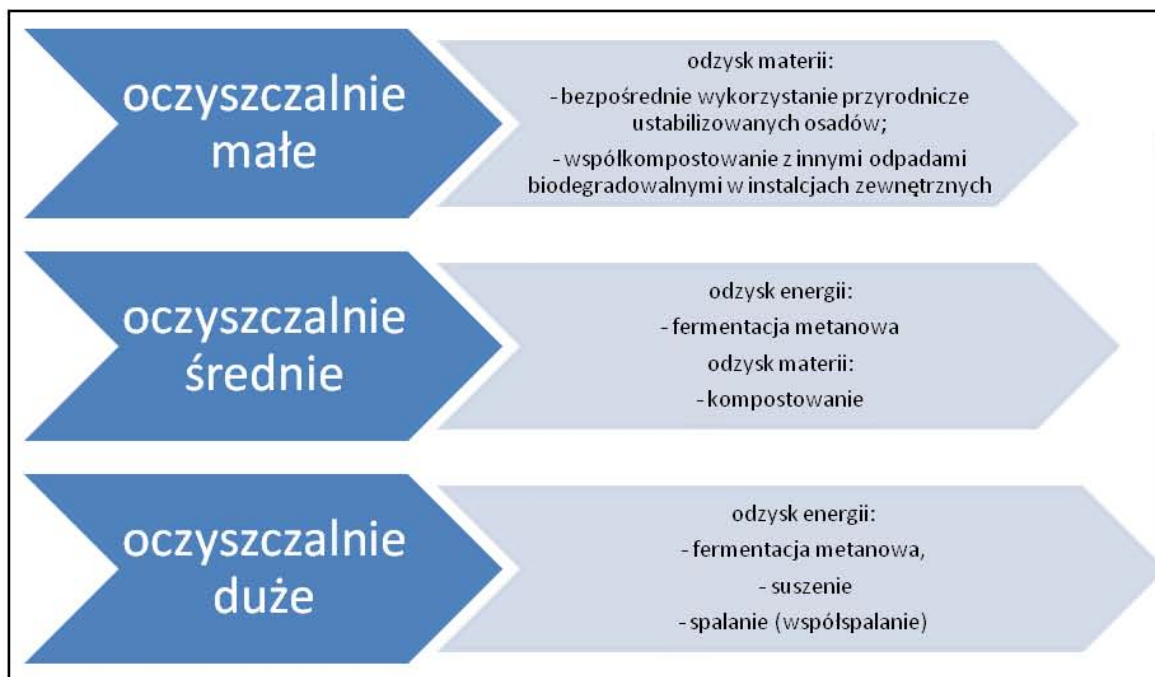 oczyszczalnie
małe
odzysk materii:
- bezpośrednie wykorzystanie przyrodnicze
ustabilizowanych osadów;
- współkompostowanie z innymi odpadami
biodegradowalnymi w instalcjach zewnętrznych
oczyszczalnie
średnie
odzysk energii:
- fermentacja metanowa
odzysk materii:
- kompostowanie
oczyszczalnie
duże
odzysk energii:
- fermentacja metanowa,
- suszenie
- spalanie (współspalanie)